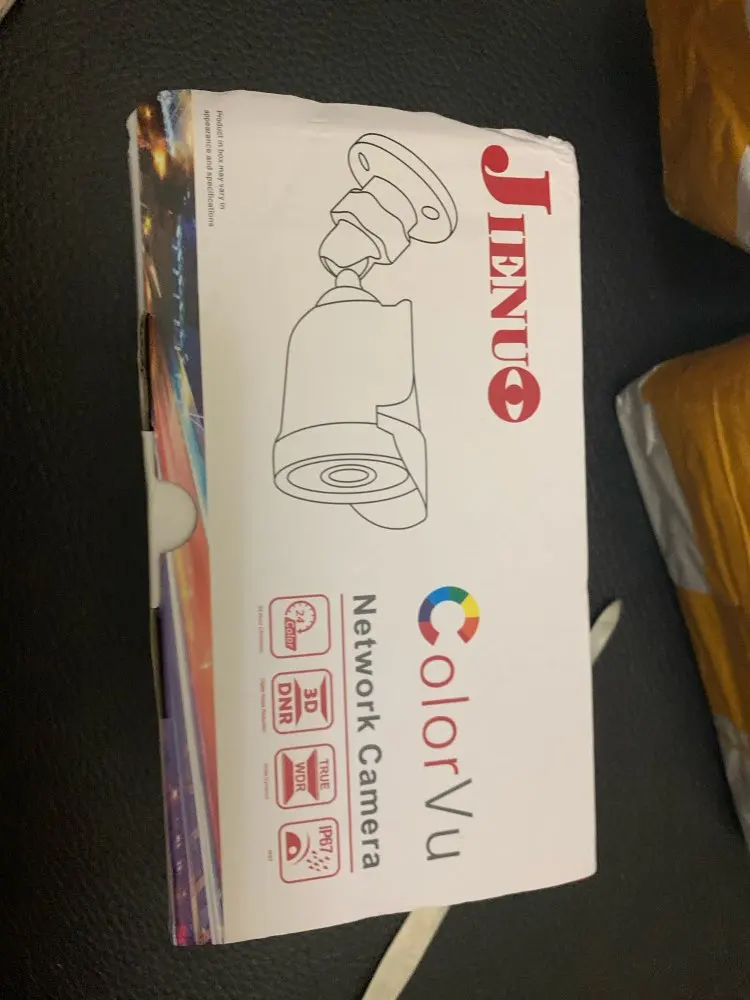 JIENUO
Product in box may vary in
appearance and specifications
ColorVu
Network Camera
24
Color
3D
DNR
TRUE
WDR
IP67